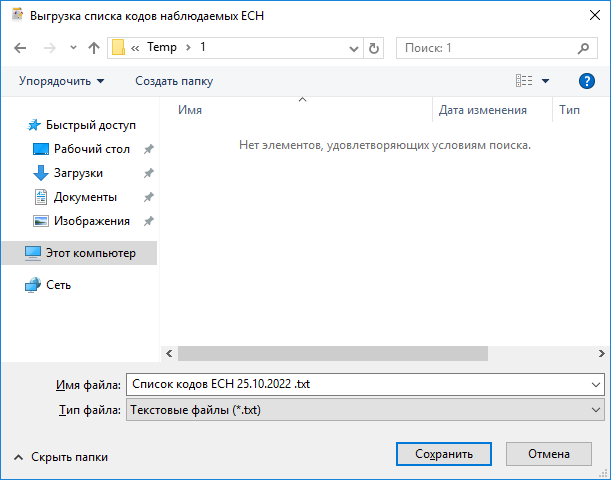 Выгрузка списка кодов наблюдаемых ЕСН
« Temp › 1
Поиск: 1
Упорядочить
Создать папку
?
Имя
Дата изменения
Тип
Быстрый доступ
Рабочий стол
Загрузки
Документы
Изображения
Этот компьютер
Сеть
Нет элементов, удовлетворяющих условиям поиска.
Имя файла: Список кодов ЕСН 25.10.2022 .txt
Тип файла: Текстовые файлы (*.txt)
Скрыть папки
Сохранить
Отмена